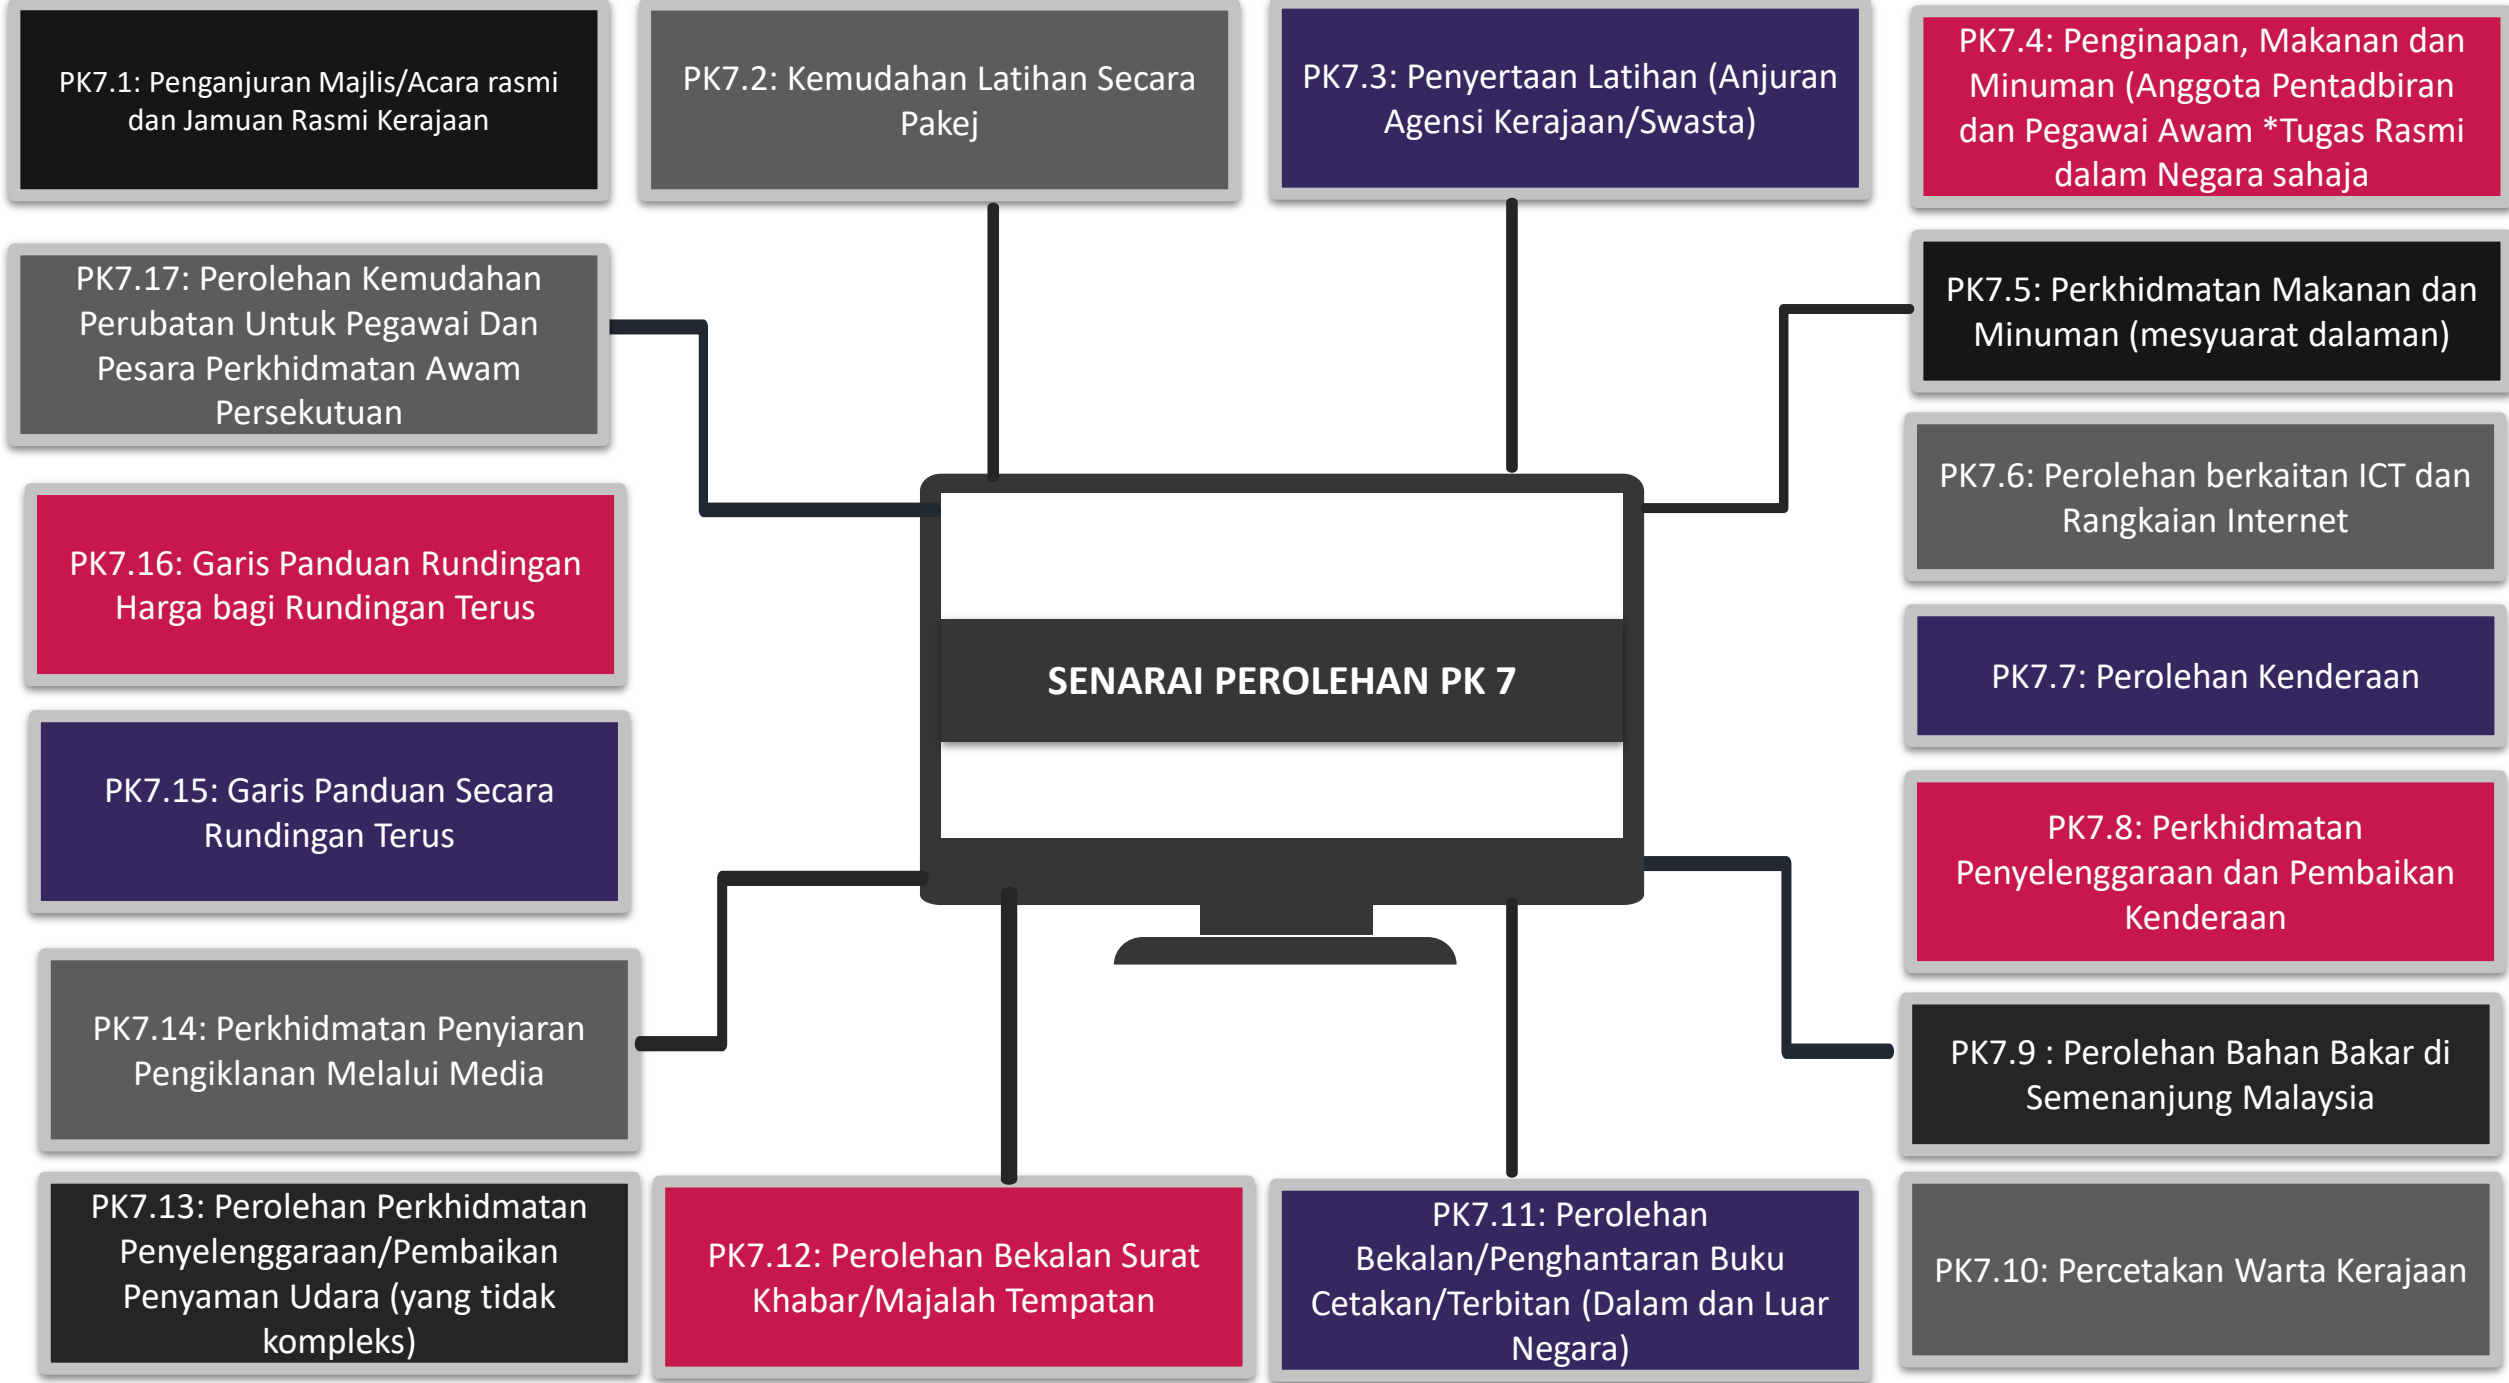 PK7.1: Penganjuran Majlis/Acara rasmi
dan Jamuan Rasmi Kerajaan
PK7.2: Kemudahan Latihan Secara
Pakej
PK7.3: Penyertaan Latihan (Anjuran
Agensi Kerajaan/Swasta)
PK7.4: Penginapan, Makanan dan
Minuman (Anggota Pentadbiran
dan Pegawai Awam *Tugas Rasmi
dalam Negara sahaja
PK7.17: Perolehan Kemudahan
Perubatan Untuk Pegawai Dan
Pesara Perkhidmatan Awam
Persekutuan
PK7.5: Perkhidmatan Makanan dan
Minuman (mesyuarat dalaman)
PK7.6: Perolehan berkaitan ICT dan
Rangkaian Internet
PK7.16: Garis Panduan Rundingan
Harga bagi Rundingan Terus
SENARAI PEROLEHAN PK 7
PK7.7: Perolehan Kenderaan
PK7.15: Garis Panduan Secara
Rundingan Terus
PK7.8: Perkhidmatan
Penyelenggaraan dan Pembaikan
Kenderaan
PK7.14: Perkhidmatan Penyiaran
Pengiklanan Melalui Media
PK7.9 : Perolehan Bahan Bakar di
Semenanjung Malaysia
PK7.13: Perolehan Perkhidmatan
Penyelenggaraan/Pembaikan
Penyaman Udara (yang tidak
kompleks)
PK7.12: Perolehan Bekalan Surat
Khabar/Majalah Tempatan
PK7.11: Perolehan
Bekalan/Penghantaran Buku
Cetakan/Terbitan (Dalam dan Luar
Negara)
PK7.10: Percetakan Warta Kerajaan